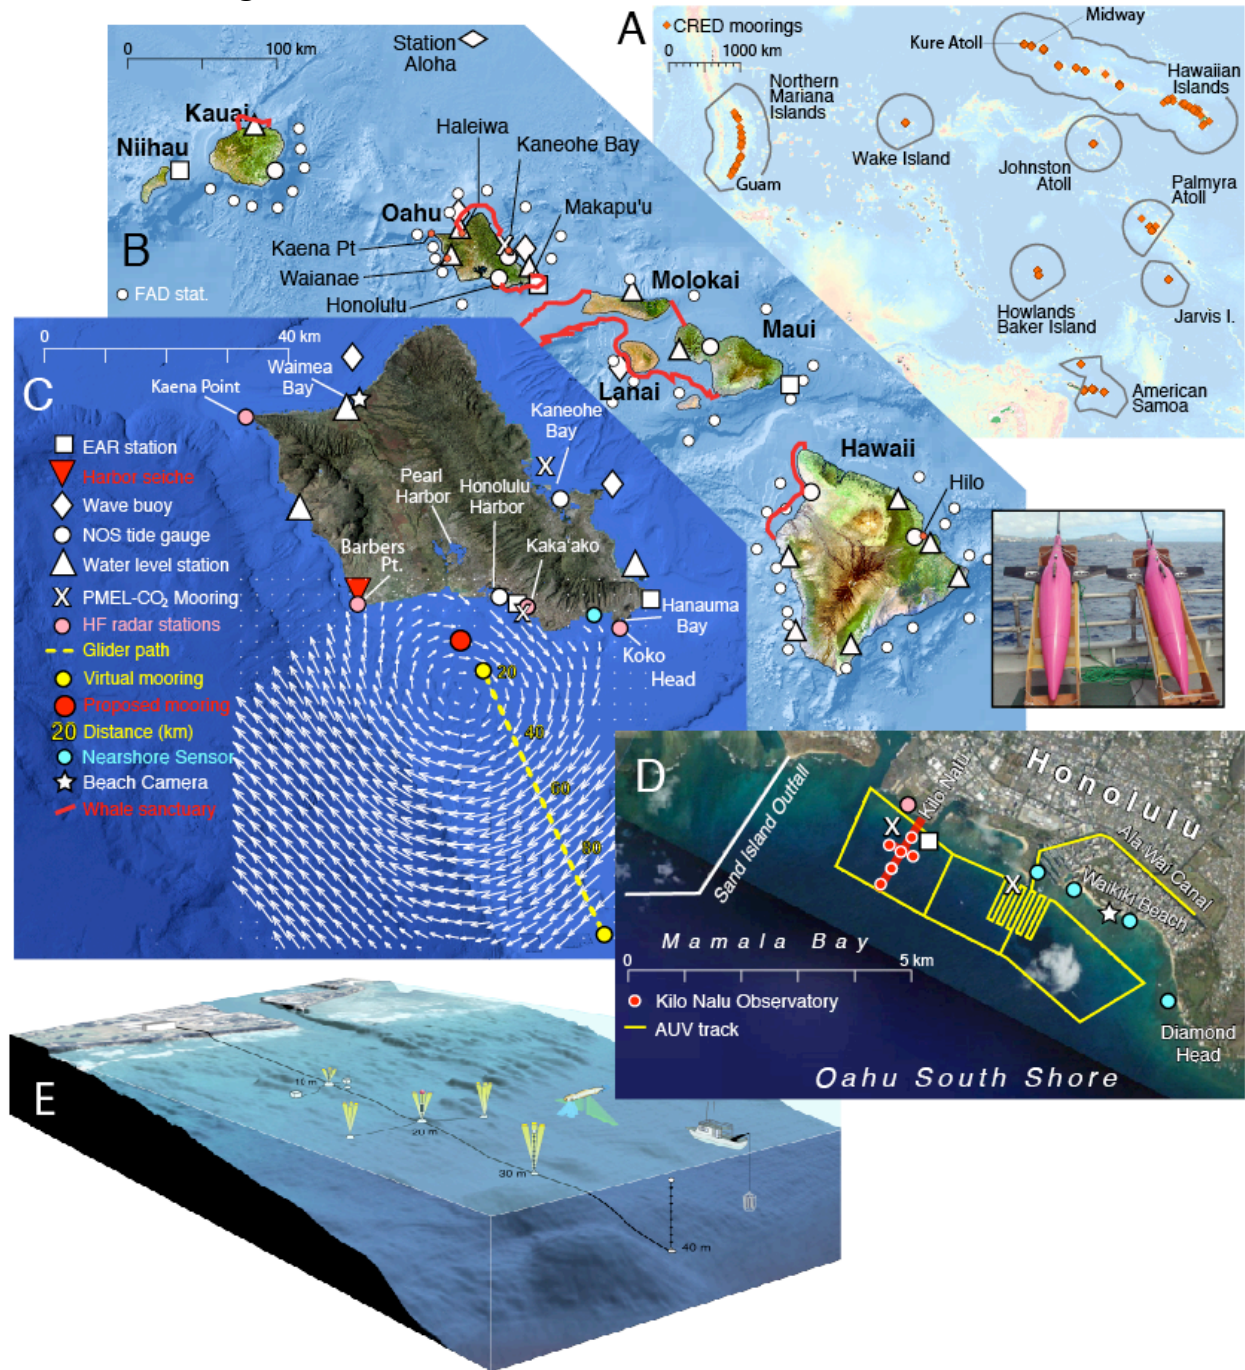 A
CRED moorings
0
1000 km
Midway
Kure Atoll
Hawaiian
Islands
Northern
Mariana
Islands
Guam
Wake Island
Johnston
Atoll
Palmyra
Atoll
Howlands
Baker Island
Jarvis I.
American
Samoa
B
0
100 km
Station
Aloha
Kauai
Niihau
Haleiwa
Kaneohe Bay
Oahu
Makapu'u
Kaena Pt
Waianae
Honolulu
FAD stat.
Molokai
Maui
Lanai
Hawaii
Hilo
C
0
40 km
Waimea
Bay
Kaena Point
Kaneohe
Bay
Pearl
Harbor
Honolulu
Harbor
Kaka'ako
Barbers
Pt.
Hanauma
Bay
Koko
Head
EAR station
Harbor seiche
Wave buoy
NOS tide gauge
Water level station
PMEL-CO2 Mooring
HF radar stations
Glider path
Virtual mooring
Proposed mooring
20 Distance (km)
Nearshore Sensor
Beach Camera
Whale sanctuary
20
40
60
80
D
Honolulu
Kilo Nalu
Sand Island Outfall
Ala Wai Canal
Waikiki Beach
Mamala Bay
0
5 km
Kilo Nalu Observatory
AUV track
Diamond
Head
Oahu South Shore
E
10 m
20 m
30 m
40 m